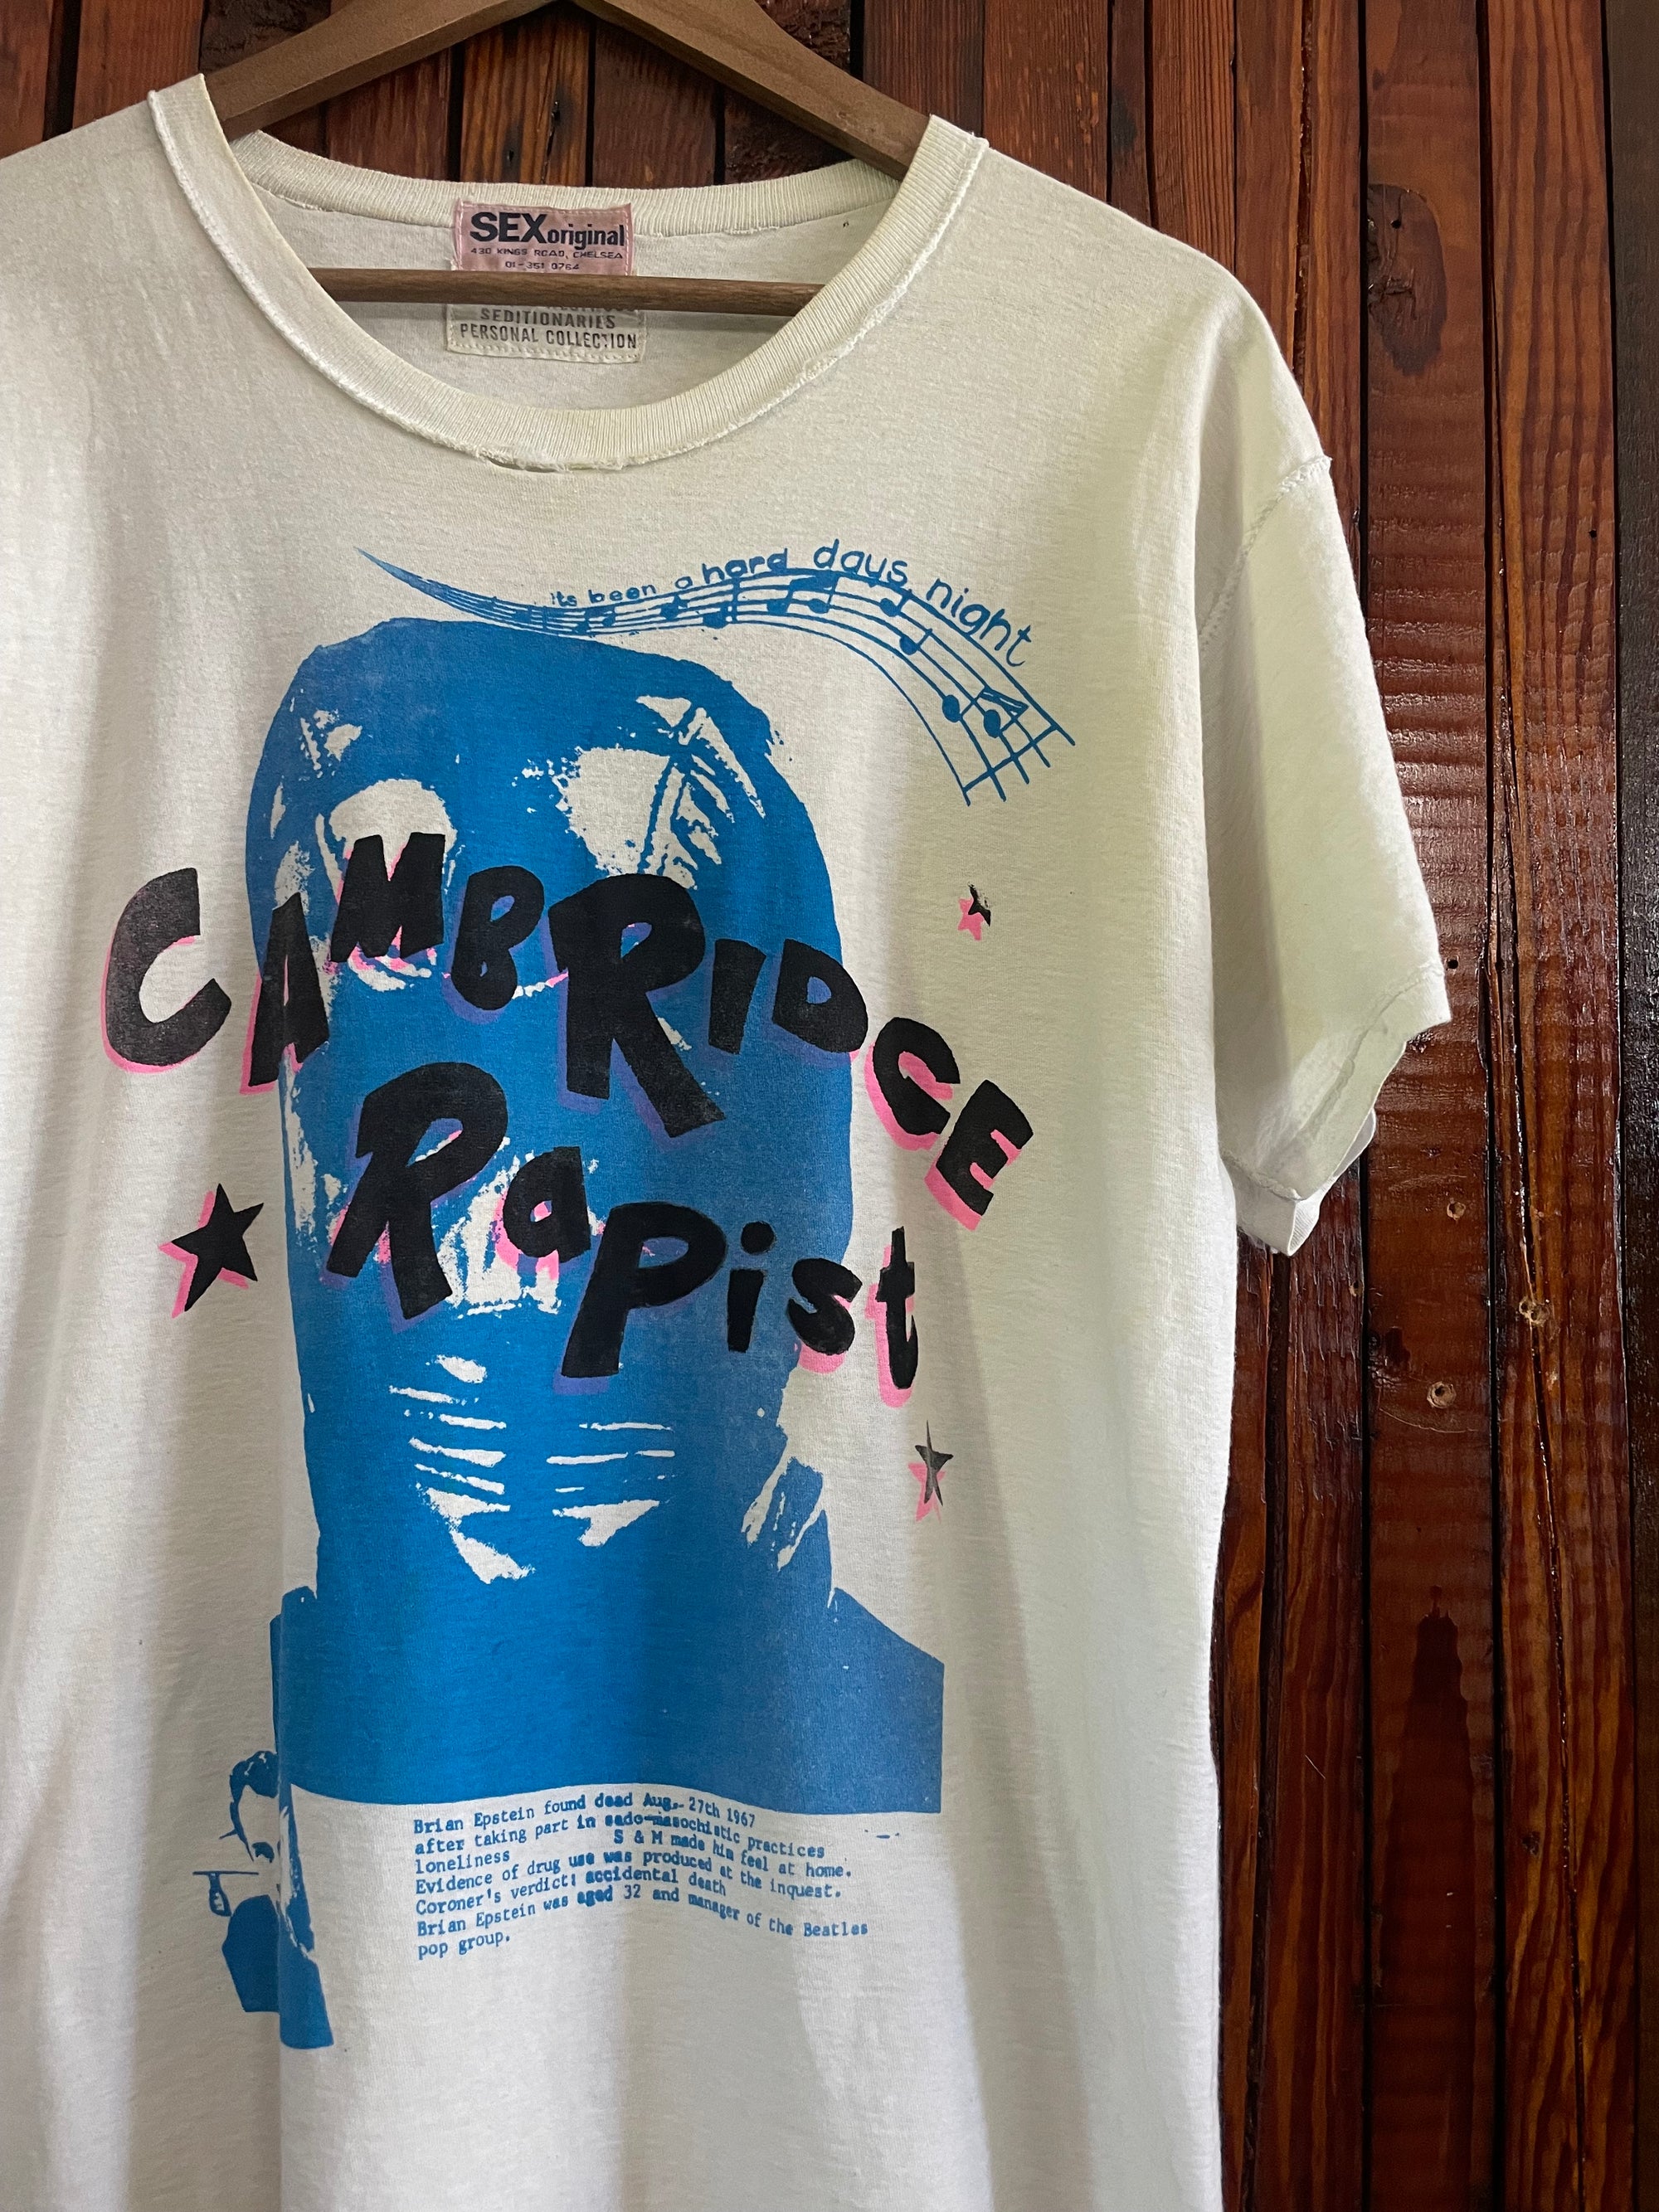 SEX original
430 KINGS ROAD, CHELSEA
01-351 0764
SEDITIONARIES
PERSONAL COLLECTION
its been a hard days night
CAMBRIDGE
RaPist
Brian Epstein found dead Aug. 27th 1967
after taking part in sado-masochistic practices
loneliness S & M made him feel at home.
Evidence of drug use was produced at the inquest.
Coroner's verdict: accidental death
Brian Epstein was aged 32 and manager of the Beatles
pop group.